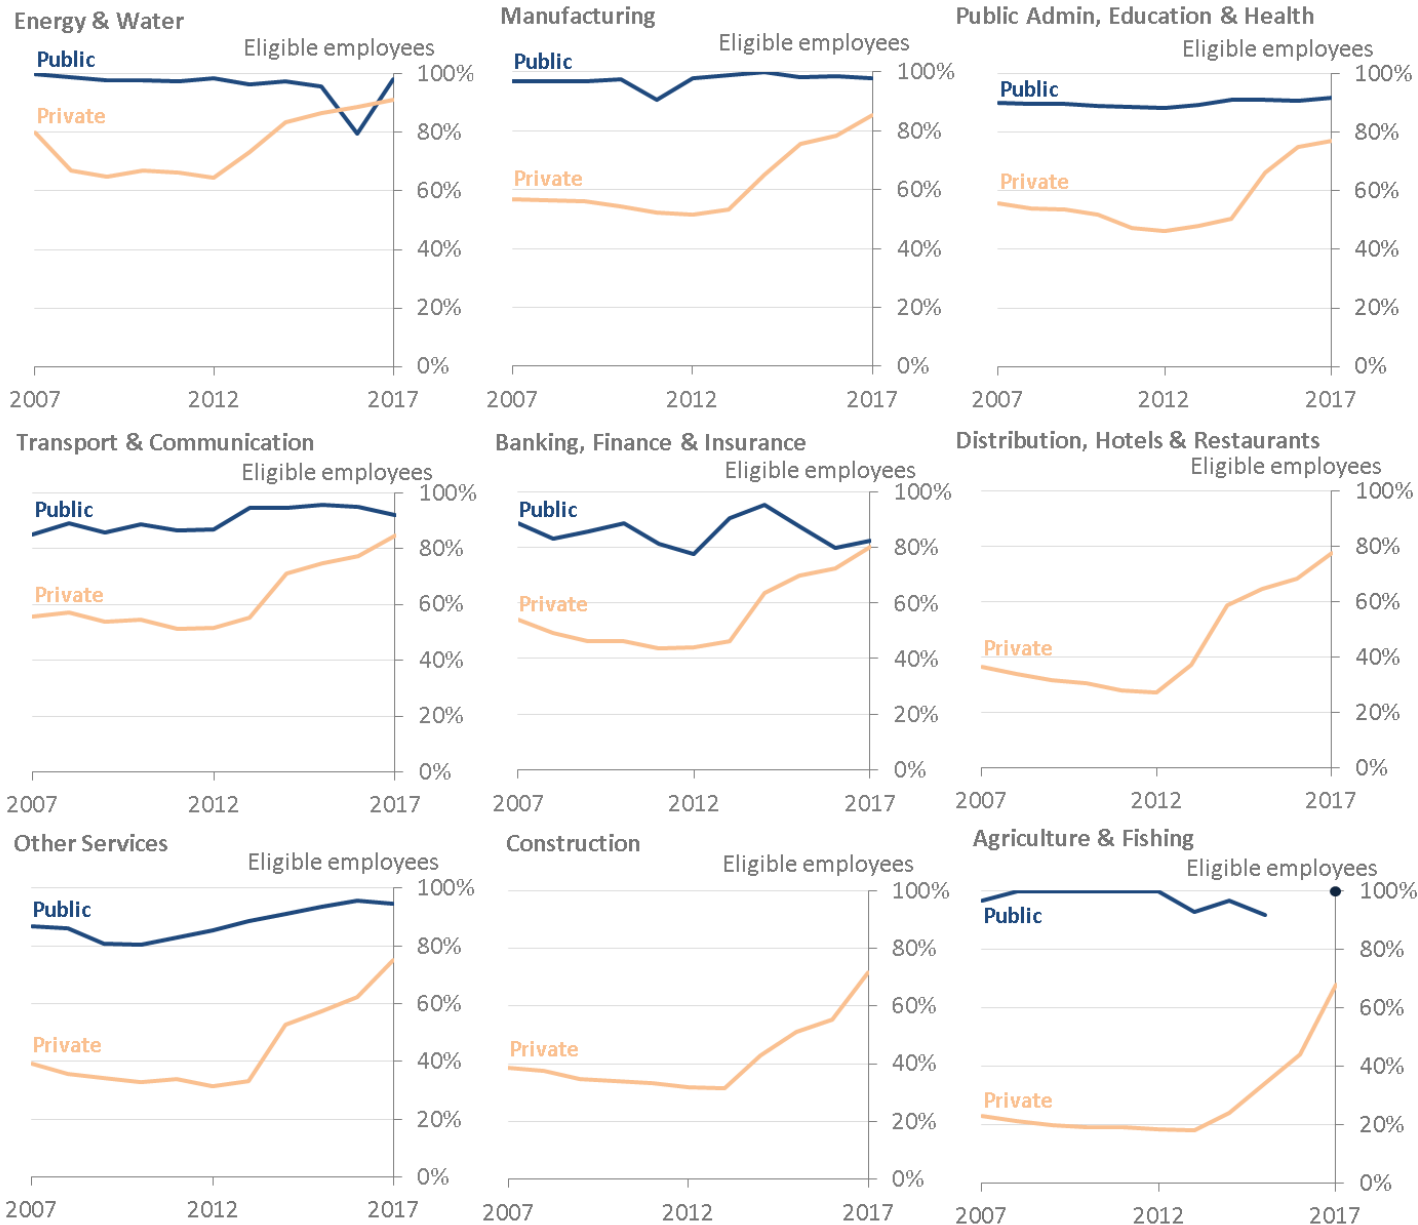 Energy & Water
Eligible employees
Public
Private
100%
80%
60%
40%
20%
0%
2007
2012
2017
Manufacturing
Eligible employees
Public
Private
100%
80%
60%
40%
20%
0%
2007
2012
2017
Public Admin, Education & Health
Eligible employees
Public
Private
100%
80%
60%
40%
20%
0%
2007
2012
2017
Transport & Communication
Eligible employees
Public
Private
100%
80%
60%
40%
20%
0%
2007
2012
2017
Banking, Finance & Insurance
Eligible employees
Public
Private
100%
80%
60%
40%
20%
0%
2007
2012
2017
Distribution, Hotels & Restaurants
Eligible employees
Private
100%
80%
60%
40%
20%
0%
2007
2012
2017
Other Services
Eligible employees
Public
Private
100%
80%
60%
40%
20%
0%
2007
2012
2017
Construction
Eligible employees
Private
100%
80%
60%
40%
20%
0%
2007
2012
2017
Agriculture & Fishing
Eligible employees
Public
Private
100%
80%
60%
40%
20%
0%
2007
2012
2017